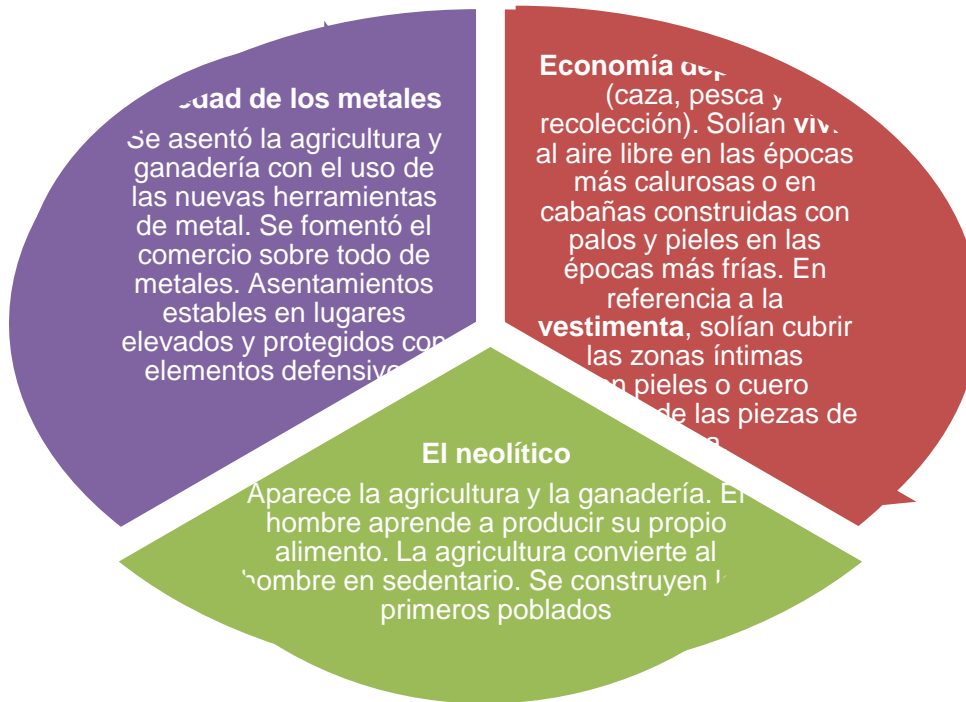 Economía
(caza, pesca y
recolección). Solían
al aire libre en las épocas
más calurosas o en
cabañas construidas con
palos y pieles en las
épocas más frías. En
referencia a la
vestimenta, solían cubrir
las zonas íntimas
pieles o cuero
de las piezas de
El neolítico
Aparece la agricultura y la ganadería. El
hombre aprende a producir su propio
alimento. La agricultura convierte al
hombre en sedentario. Se construyen
primeros poblados
edad de los metales
Se asentó la agricultura y
ganadería con el uso de
las nuevas herramientas
de metal. Se fomentó el
comercio sobre todo de
metales. Asentamientos
estables en lugares
elevados y protegidos con
elementos